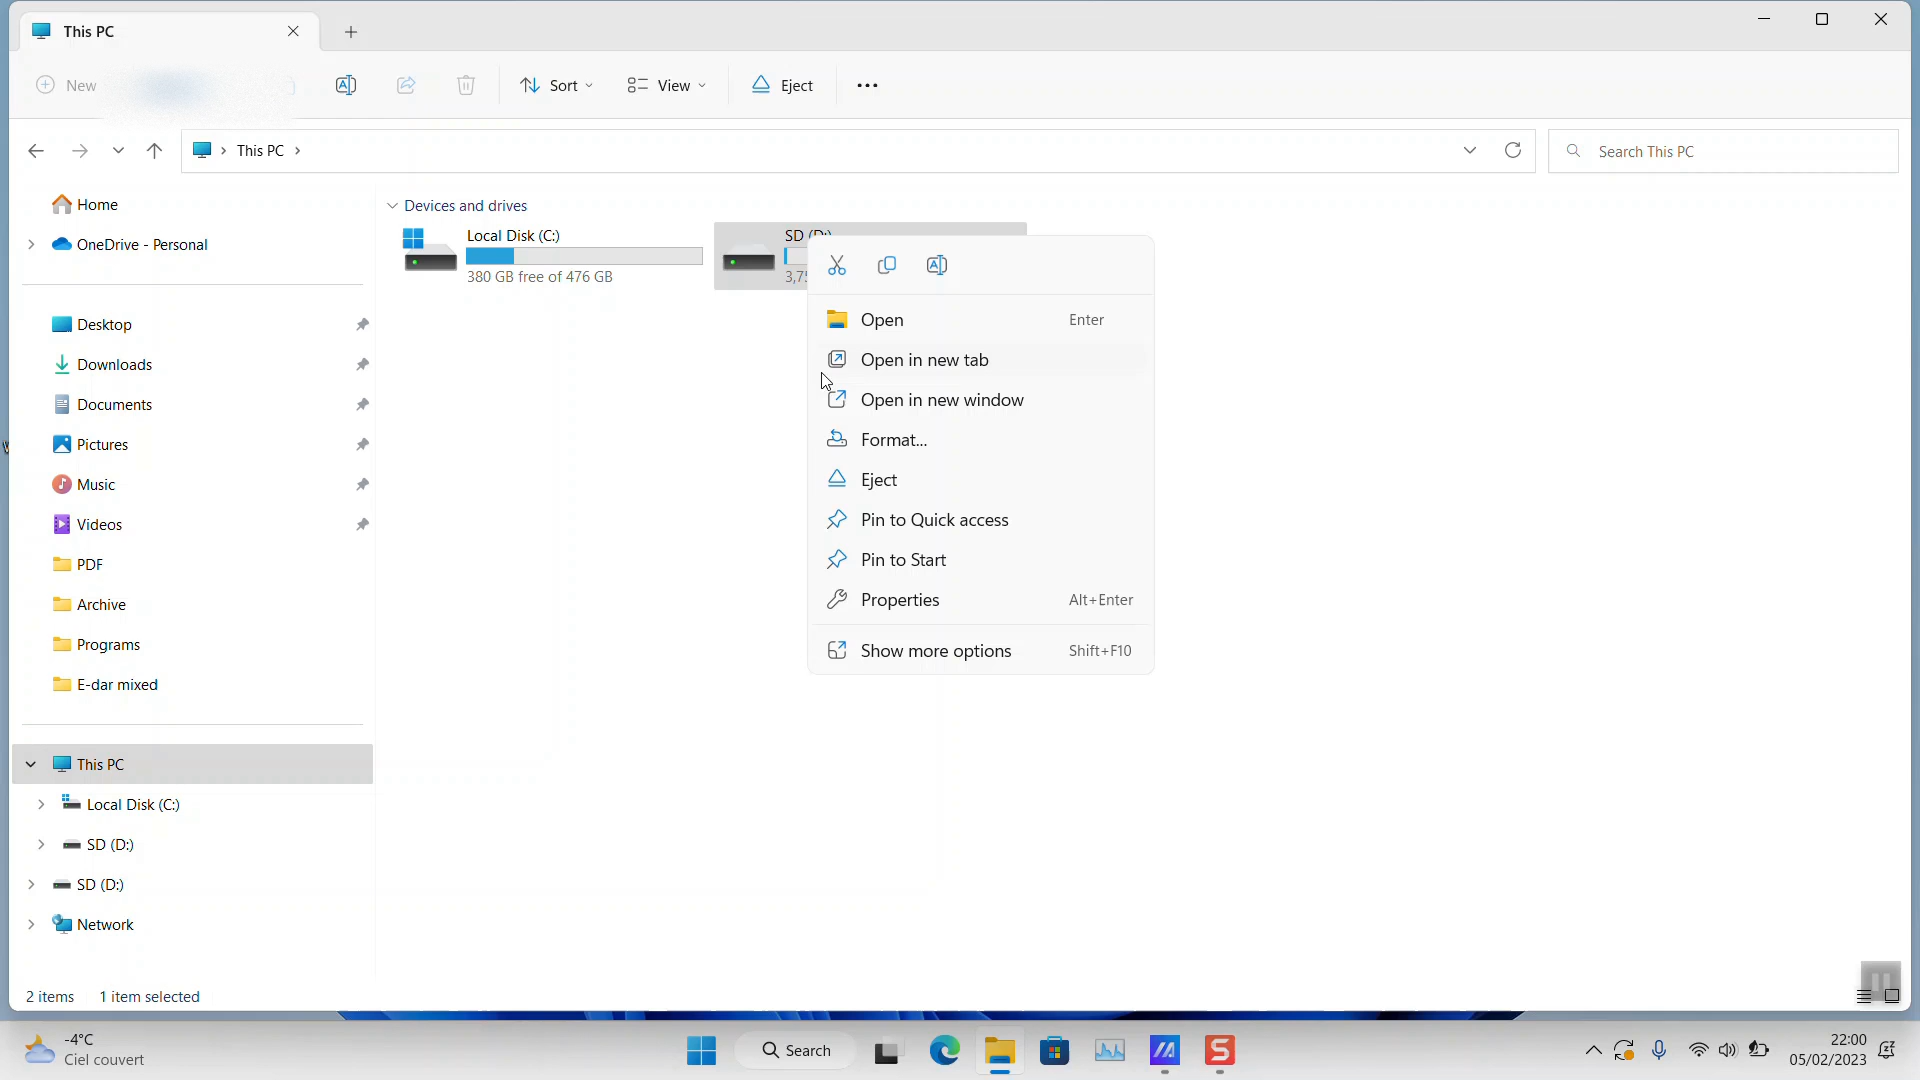 This PC
New
Sort
View
Eject
This PC
Search This PC
Home
OneDrive - Personal
Desktop
Downloads
Documents
Pictures
Music
Videos
PDF
Archive
Programs
E-dar mixed
This PC
Local Disk (C:)
SD (D:)
SD (D:)
Network
Devices and drives
Local Disk (C:)
380 GB free of 476 GB
SD (D:)
3,7
Open Enter
Open in new tab
Open in new window
Format...
Eject
Pin to Quick access
Pin to Start
Properties Alt+Enter
Show more options Shift+F10
2 items 1 item selected
-4°C
Ciel couvert
Search
22:00
05/02/2023